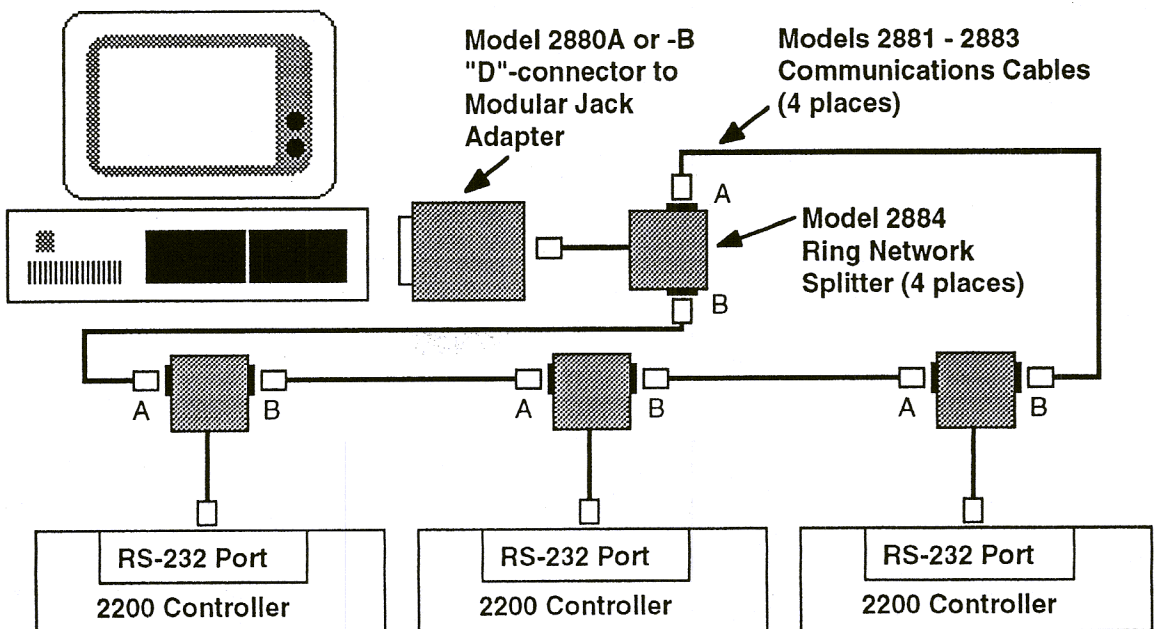 Model 2880A or -B
"D"-connector to
Modular Jack
Adapter
Models 2881 - 2883
Communications Cables
(4 places)
A
Model 2884
Ring Network
Splitter (4 places)
B
A
B
A
B
A
B
RS-232 Port
RS-232 Port
RS-232 Port
2200 Controller
2200 Controller
2200 Controller